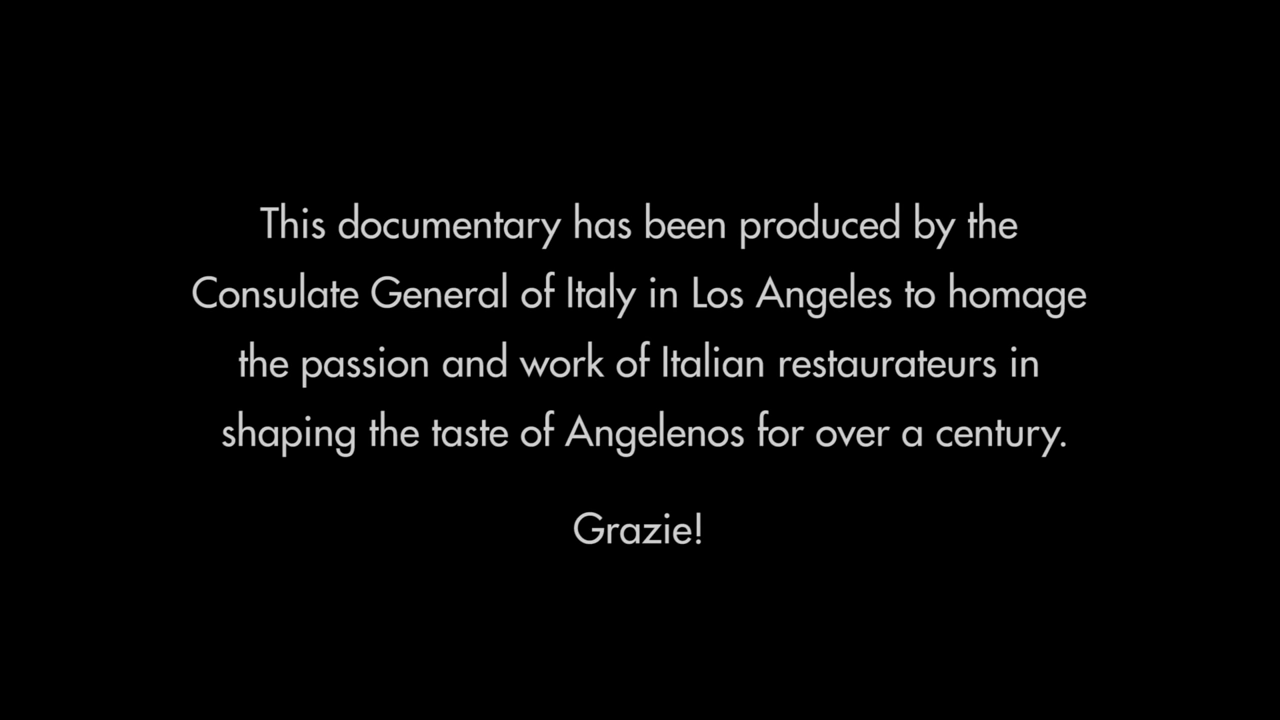 This documentary has been produced by the
Consulate General of Italy in Los Angeles to homage
the passion and work of Italian restaurateurs in
shaping the taste of Angelenos for over a century.
Grazie!